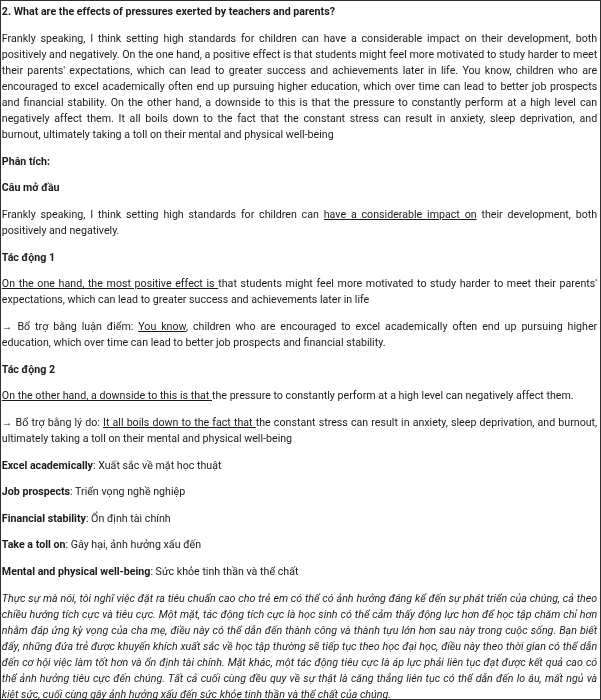 2. What are the effects of pressures exerted by teachers and parents?
Frankly speaking, I think setting high standards for children can have a considerable impact on their development, both
positively and negatively. On the one hand, a positive effect is that students might feel more motivated to study harder to meet
their parents' expectations, which can lead to greater success and achievements later in life. You know, children who are
encouraged to excel academically often end up pursuing higher education, which over time can lead to better job prospects
and financial stability. On the other hand, a downside to this is that the pressure to constantly perform at a high level can
negatively affect them. It all boils down to the fact that the constant stress can result in anxiety, sleep deprivation, and
burnout, ultimately taking a toll on their mental and physical well-being
Phân tích:
Câu mở đầu
Frankly speaking, I think setting high standards for children can have a considerable impact on their development, both
positively and negatively.
Tác động 1
On the one hand, the most positive effect is that students might feel more motivated to study harder to meet their parents'
expectations, which can lead to greater success and achievements later in life
→ Bổ trợ bằng luận điểm: You know, children who are encouraged to excel academically often end up pursuing higher
education, which over time can lead to better job prospects and financial stability.
Tác động 2
On the other hand, a downside to this is that the pressure to constantly perform at a high level can negatively affect them.
→ Bổ trợ bằng lý do: It all boils down to the fact that the constant stress can result in anxiety, sleep deprivation, and burnout,
ultimately taking a toll on their mental and physical well-being
Excel academically: Xuất sắc về mặt học thuật
Job prospects: Triển vọng nghề nghiệp
Financial stability: Ổn định tài chính
Take a toll on: Gây hại, ảnh hưởng xấu đến
Mental and physical well-being: Sức khỏe tinh thần và thể chất
Thực sự mà nói, tôi nghĩ việc đặt ra tiêu chuẩn cao cho trẻ em có thể có ảnh hưởng đáng kể đến sự phát triển của chúng, cả theo
chiều hướng tích cực và tiêu cực. Một mặt, tác động tích cực là học sinh có thể cảm thấy động lực hơn để học tập chăm chỉ hơn
nhằm đáp ứng kỳ vọng của cha mẹ, điều này có thể dẫn đến thành công và thành tựu lớn hơn sau này trong cuộc sống. Bạn biết
đấy, những đứa trẻ được khuyến khích xuất sắc về học tập thường sẽ tiếp tục theo học đại học, điều này theo thời gian có thể dẫn
đến cơ hội việc làm tốt hơn và ổn định tài chính. Mặt khác, một tác động tiêu cực là áp lực phải liên tục đạt được kết quả cao có
thể ảnh hưởng tiêu cực đến chúng. Tất cả cuối cùng đều quy về sự thật là căng thẳng liên tục có thể dẫn đến lo âu, mất ngủ và
kiệt sức, cuối cùng gây ảnh hưởng xấu đến sức khỏe tinh thần và thể chất của chúng.